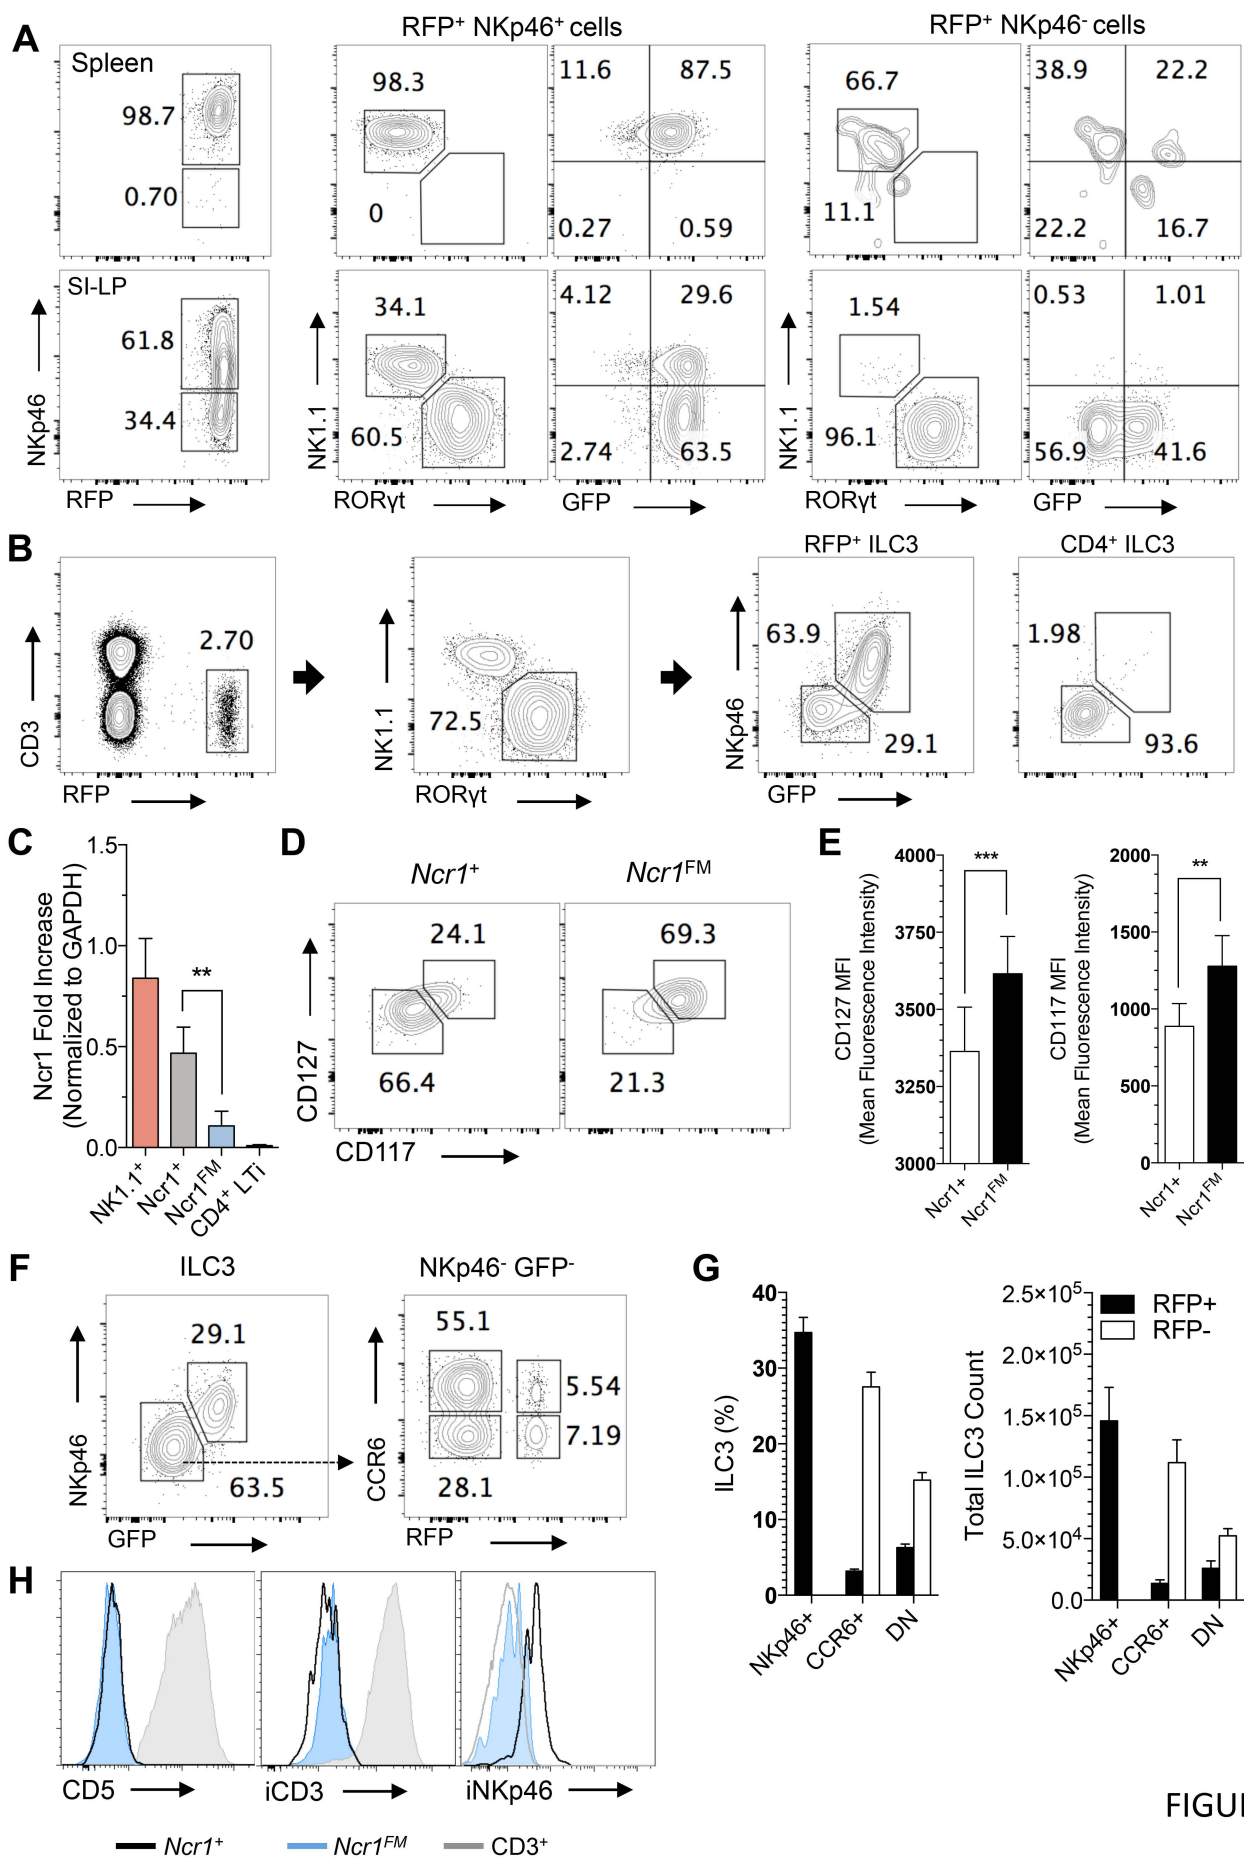 A
RFP+ NKp46+ cells
RFP+ NKp46- cells
Spleen
98.7
0.70
98.3
0
11.6
87.5
0.27
0.59
66.7
11.1
38.9
22.2
22.2
16.7
SI-LP
61.8
34.4
34.1
60.5
4.12
29.6
2.74
63.5
1.54
96.1
0.53
1.01
56.9
41.6
NKp46
NK1.1
NK1.1
RFP
RORγt
GFP
RORγt
GFP
B
RFP+ ILC3
CD4+ ILC3
2.70
72.5
63.9
29.1
1.98
93.6
CD3
NK1.1
NKp46
RFP
RORγt
GFP
C
Ncr1 Fold Increase
(Normalized to GAPDH)
1.5
1.0
0.5
0.0
**
NK1.1+
Ncr1+
Ncr1FM
CD4+ LTi
D
Ncr1+
Ncr1FM
24.1
66.4
69.3
21.3
CD127
CD117
E
CD127 MFI
(Mean Fluorescence Intensity)
4000
3750
3500
3250
3000
***
Ncr1+
Ncr1FM
CD117 MFI
(Mean Fluorescence Intensity)
2000
1500
1000
500
0
**
Ncr1+
Ncr1FM
F
ILC3
NKp46- GFP-
29.1
63.5
55.1
5.54
7.19
28.1
NKp46
CCR6
GFP
RFP
G
ILC3 (%)
40
30
20
10
0
NKp46+
CCR6+
DN
Total ILC3 Count
2.5×10⁵
2.0×10⁵
1.5×10⁵
1.0×10⁵
5.0×10⁴
0.0
RFP+
RFP-
NKp46+
CCR6+
DN
H
CD5
iCD3
iNKp46
Ncr1+
Ncr1FM
CD3+
FIGUI